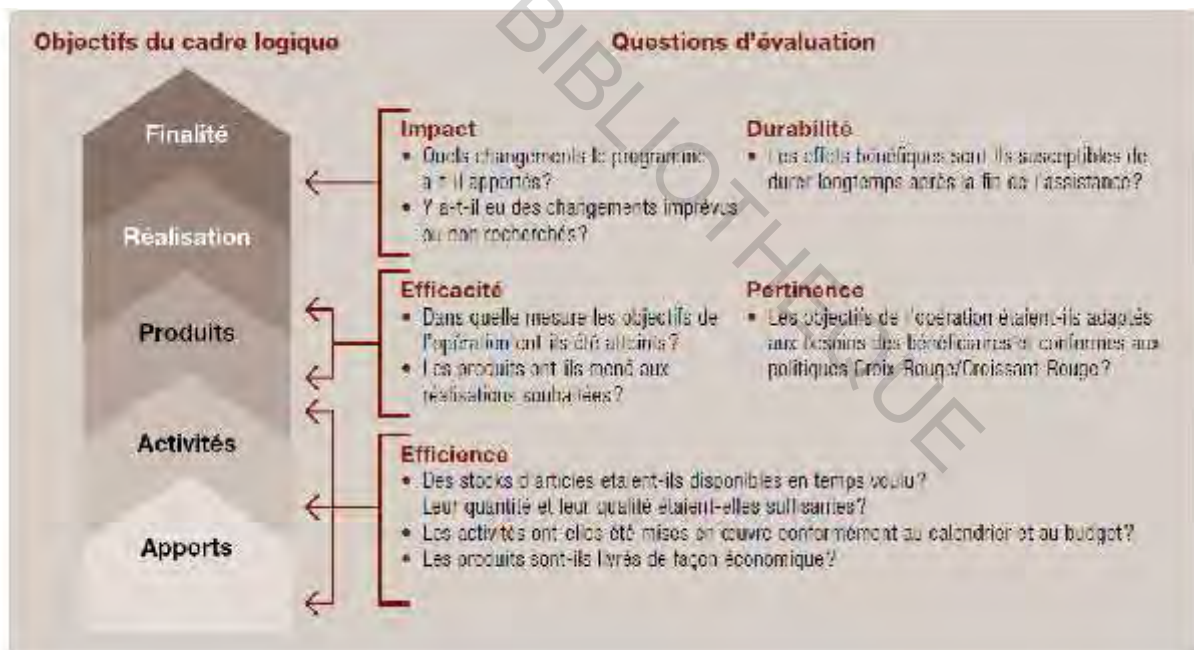 Objectifs du cadre logique
Questions d'évaluation
Finalité
Réalisation
Produits
Activités
Apports
Impact
• Quels changements le programme
a-t-il apportés?
• Y a-t-il eu des changements imprévus
ou non recherchés?
Durabilité
• Les effets bénéfiques sont-ils susceptibles de
durer longtemps après la fin de l'assistance?
Efficacité
• Dans quelle mesure les objectifs de
l'opération ont-ils été atteints?
• Les produits ont-ils mené aux
réalisations souhaitées?
Pertinence
• Les objectifs de l'opération étaient-ils adaptés
aux besoins des bénéficiaires et conformes aux
politiques Croix-Rouge/Croissant-Rouge?
Efficience
• Des stocks d'articles étaient-ils disponibles en temps voulu?
Leur quantité et leur qualité étaient-elles suffisantes?
• Les activités ont-elles été mises en œuvre conformément au calendrier et au budget?
• Les produits sont-ils livrés de façon économique?
BIBLIOTHEQUE